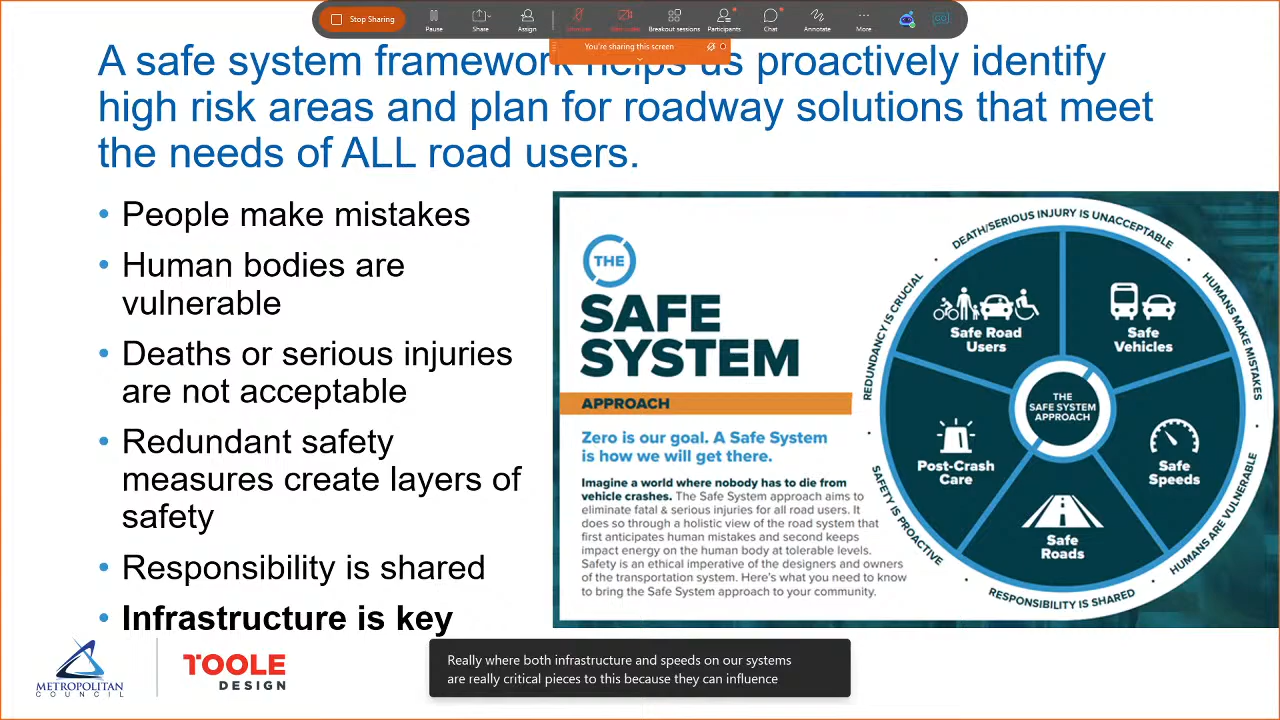 Stop Sharing
Pause
Share
Assign
Breakout sessions
Participants
Chat
Annotate
More
You're sharing this screen
A safe system framework helps us proactively identify
high risk areas and plan for roadway solutions that meet
the needs of ALL road users.
• People make mistakes
• Human bodies are
vulnerable
• Deaths or serious injuries
are not acceptable
• Redundant safety
measures create layers of
safety
• Responsibility is shared
• Infrastructure is key
THE
SAFE
SYSTEM
APPROACH
Zero is our goal. A Safe System
is how we will get there.
Imagine a world where nobody has to die from
vehicle crashes. The Safe System approach aims to
eliminate fatal & serious injuries for all road users. It
does so through a holistic view of the road system that
first anticipates human mistakes and second keeps
impact energy on the human body at tolerable levels.
Safety is an ethical imperative of the designers and owners
of the transportation system. Here's what you need to know
to bring the Safe System approach to your community.
DEATH/SERIOUS INJURY IS UNACCEPTABLE
HUMANS MAKE MISTAKES
HUMANS ARE VULNERABLE
RESPONSIBILITY IS SHARED
SAFETY IS PROACTIVE
REDUNDANCY IS CRUCIAL
Safe Road
Users
Safe
Vehicles
THE
SAFE SYSTEM
APPROACH
Post-Crash
Care
Safe
Speeds
Safe
Roads
METROPOLITAN
COUNCIL
TOOLE
DESIGN
Really where both infrastructure and speeds on our systems
are really critical pieces to this because they can influence